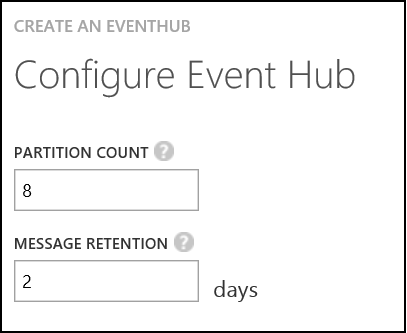 CREATE AN EVENTHUB
Configure Event Hub
PARTITION COUNT ?
8
MESSAGE RETENTION ?
2 days